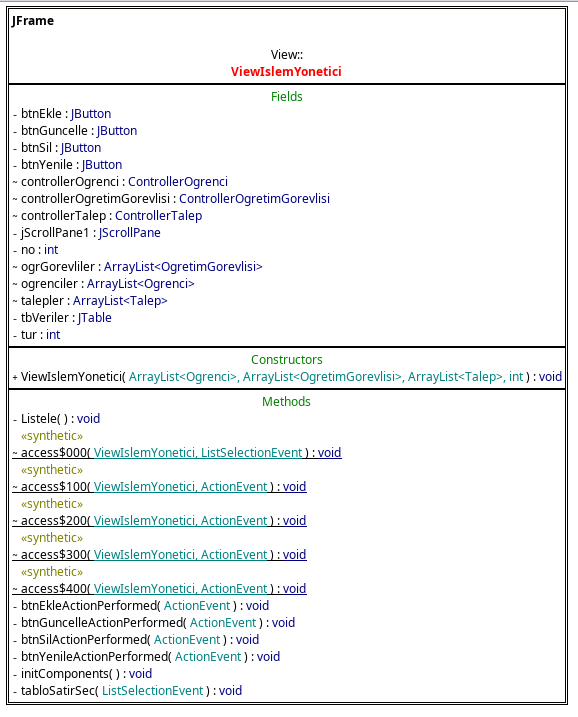 JFrame
View::
ViewIslemYonetici
Fields
- btnEkle : JButton
- btnGuncelle : JButton
- btnSil : JButton
- btnYenile : JButton
~ controllerOgrenci : ControllerOgrenci
~ controllerOgretimGorevlisi : ControllerOgretimGorevlisi
~ controllerTalep : ControllerTalep
- jScrollPane1 : JScrollPane
- no : int
~ ogrGorevliler : ArrayList<OgretimGorevlisi>
~ ogrenciler : ArrayList<Ogrenci>
~ talepler : ArrayList<Talep>
- tbVeriler : JTable
- tur : int
Constructors
+ ViewIslemYonetici( ArrayList<Ogrenci>, ArrayList<OgretimGorevlisi>, ArrayList<Talep>, int ) : void
Methods
- Listele( ) : void
«synthetic»
~ access$000( ViewIslemYonetici, ListSelectionEvent ) : void
«synthetic»
~ access$100( ViewIslemYonetici, ActionEvent ) : void
«synthetic»
~ access$200( ViewIslemYonetici, ActionEvent ) : void
«synthetic»
~ access$300( ViewIslemYonetici, ActionEvent ) : void
«synthetic»
~ access$400( ViewIslemYonetici, ActionEvent ) : void
- btnEkleActionPerformed( ActionEvent ) : void
- btnGuncelleActionPerformed( ActionEvent ) : void
- btnSilActionPerformed( ActionEvent ) : void
- btnYenileActionPerformed( ActionEvent ) : void
- initComponents( ) : void
- tabloSatirSec( ListSelectionEvent ) : void